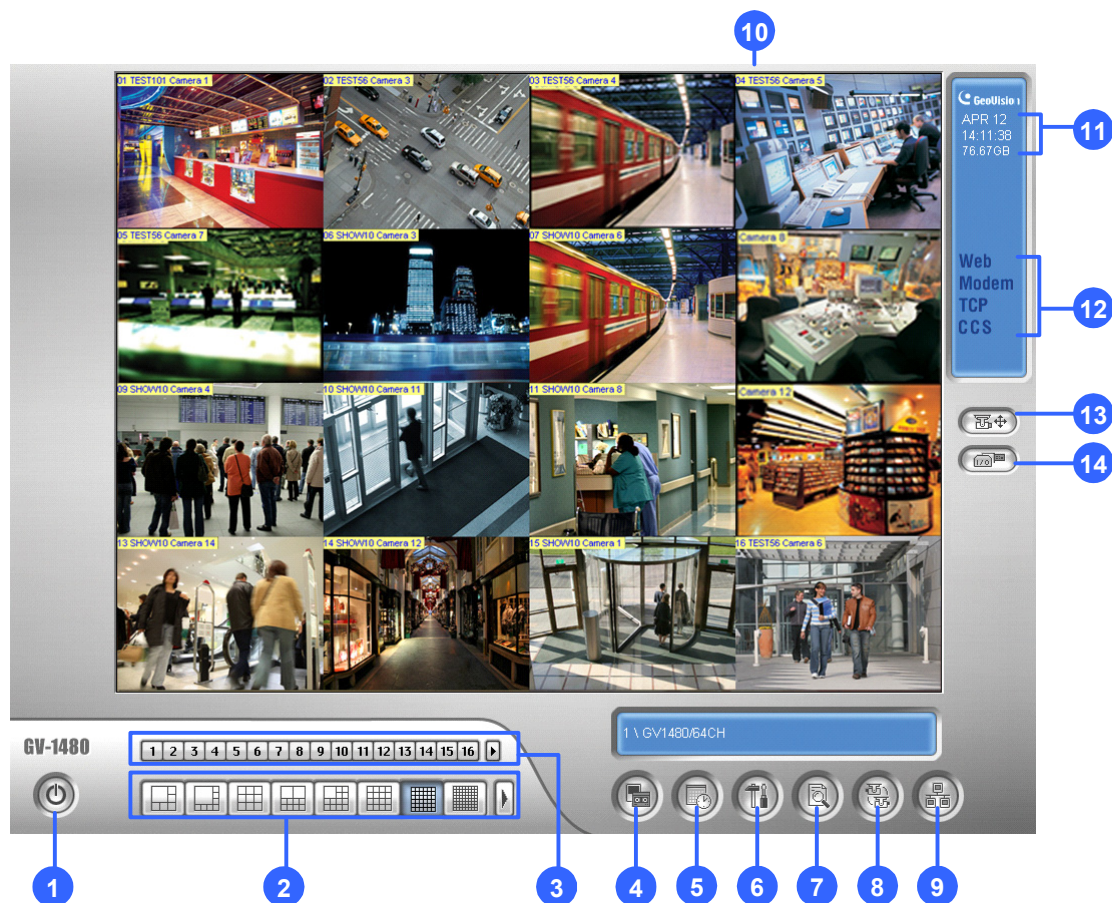 10
01 TEST101 Camera 1
02 TEST56 Camera 3
03 TEST56 Camera 4
04 TEST56 Camera 5
GeoVision
APR 12
14:11:38
76.67GB
11
05 TEST56 Camera 7
06 SHOW10 Camera 3
07 SHOW10 Camera 6
Camera 8
Web
Modem
TCP
CCS
12
09 SHOW10 Camera 4
10 SHOW10 Camera 11
11 SHOW10 Camera 8
Camera 12
13
I/O
14
13 SHOW10 Camera 14
14 SHOW10 Camera 12
15 SHOW10 Camera 1
16 TEST56 Camera 6
GV-1480
1 2 3 4 5 6 7 8 9 10 11 12 13 14 15 16
1 \ GV1480/64CH
1
2
3
4
5
6
7
8
9